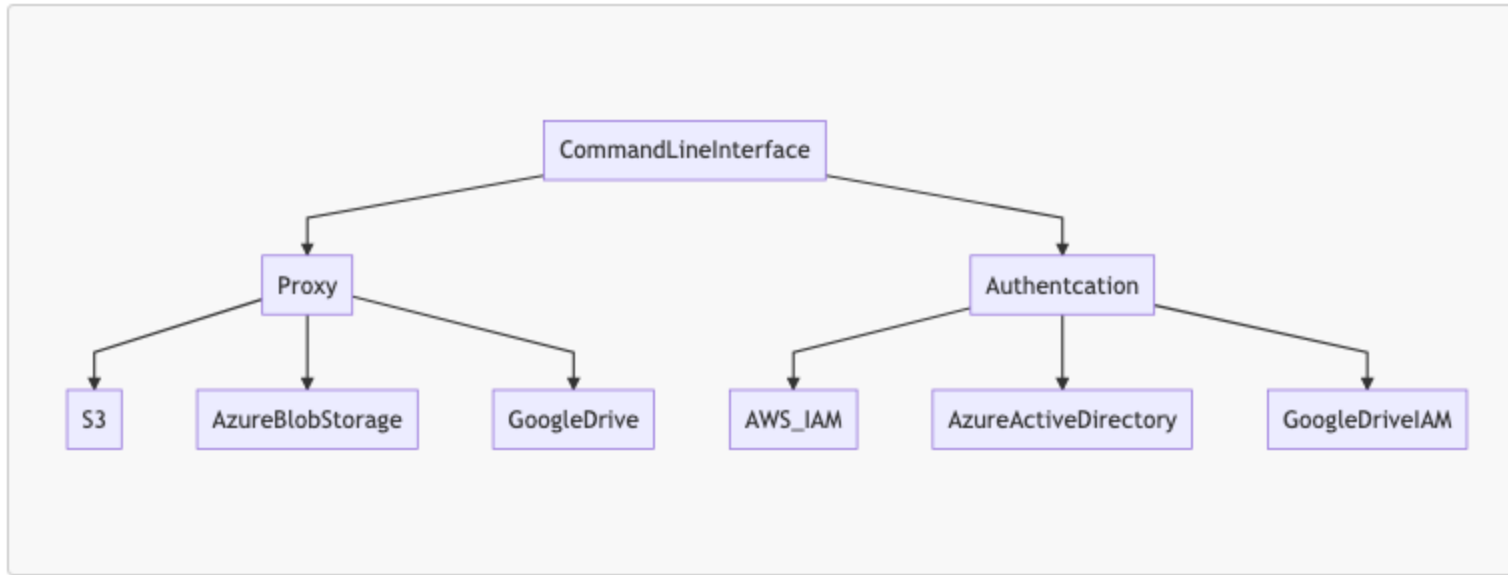 CommandLineInterface
Proxy
Authentcation
S3
AzureBlobStorage
GoogleDrive
AWS_IAM
AzureActiveDirectory
GoogleDriveIAM